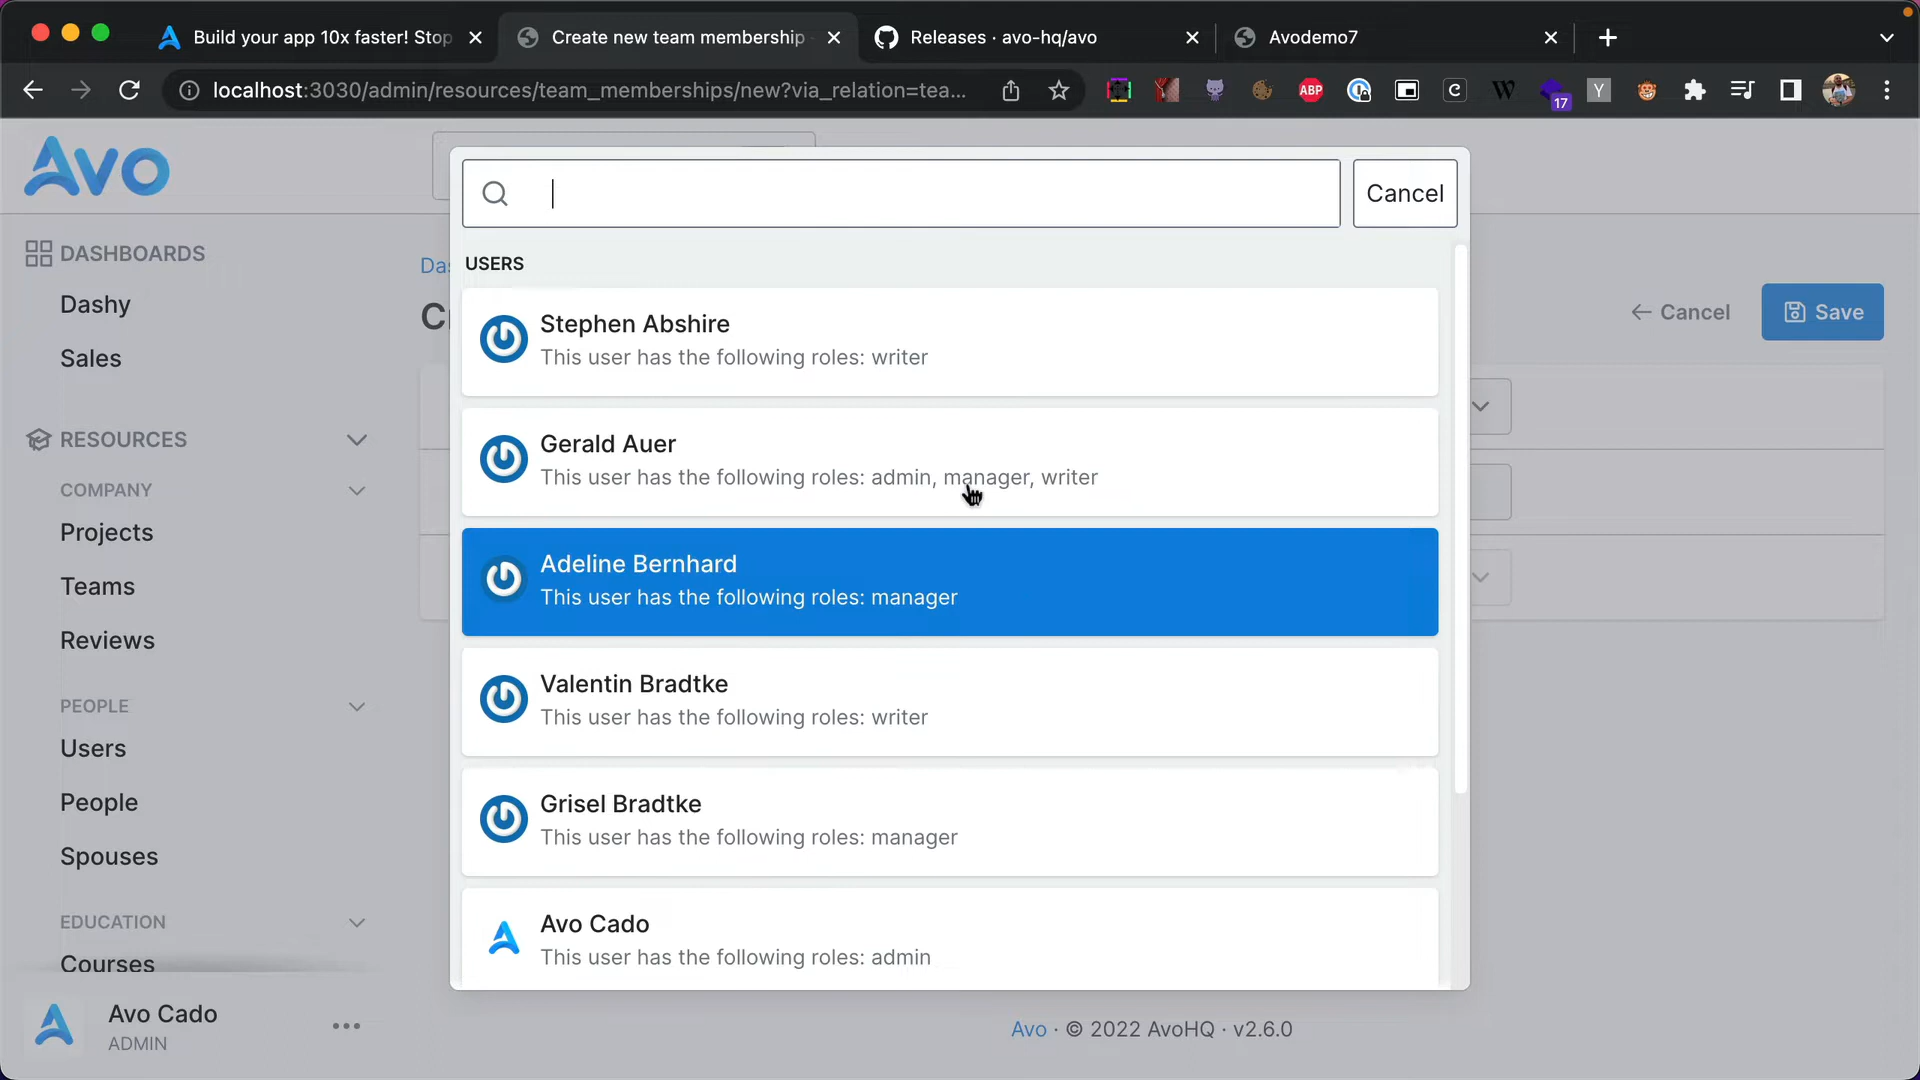 Build your app 10x faster! Stop
Create new team membership
Releases · avo-hq/avo
Avodemo7
localhost:3030/admin/resources/team_memberships/new?via_relation=tea...
ABP
C
W
17
Y
Avo
Cancel
DASHBOARDS
Dashy
Sales
RESOURCES
COMPANY
Projects
Teams
Reviews
PEOPLE
Users
People
Spouses
EDUCATION
Courses
Avo Cado
ADMIN
USERS
Stephen Abshire
This user has the following roles: writer
Gerald Auer
This user has the following roles: admin, manager, writer
Adeline Bernhard
This user has the following roles: manager
Valentin Bradtke
This user has the following roles: writer
Grisel Bradtke
This user has the following roles: manager
Avo Cado
This user has the following roles: admin
Cancel
Save
Avo · © 2022 AvoHQ · v2.6.0